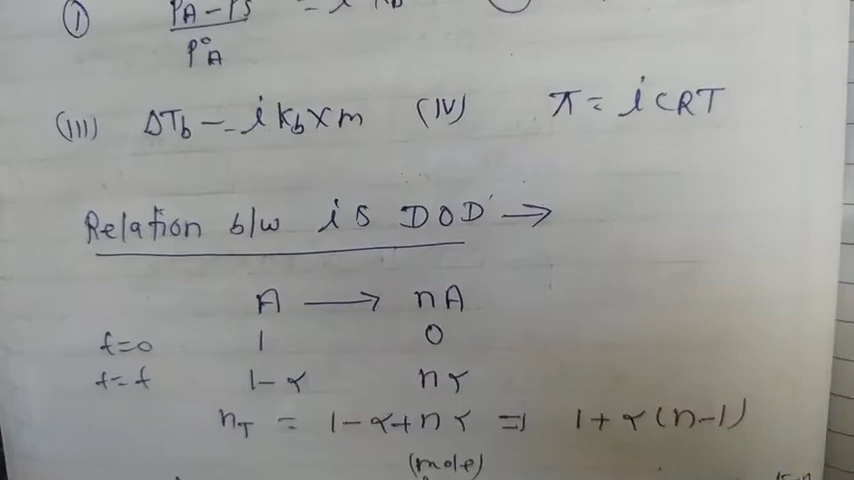 ① PA - PS
P°A
(III) ΔTb = i Kb X m (IV) π = i CRT
Relation b/w i & DOD →
A → nA
t=0 1 0
t=t 1-α nα
nT = 1-α+nα ⇒ 1+α(n-1)
(mole)